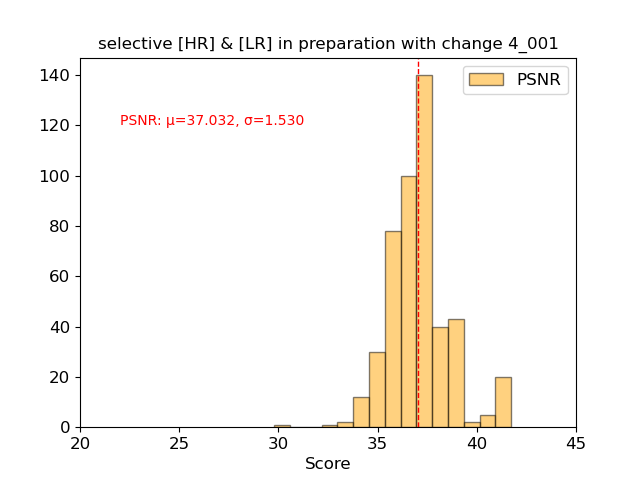 selective [HR] & [LR] in preparation with change 4_001
PSNR
PSNR: μ=37.032, σ=1.530
140
120
100
80
60
40
20
0
20 25 30 35 40 45
Score